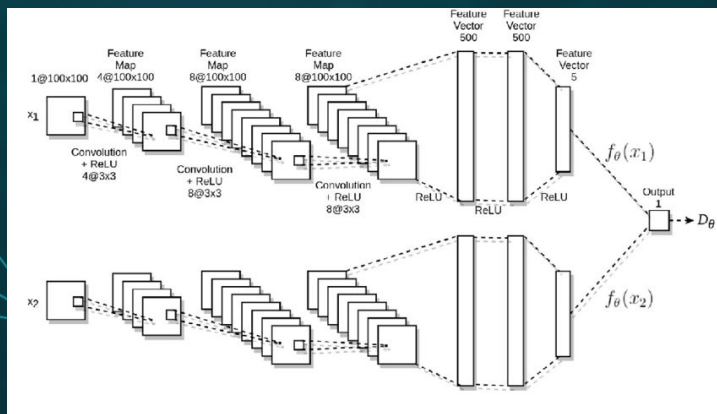 1@100x100
Feature
Map
4@100x100
Feature
Map
8@100x100
Feature
Map
8@100x100
Feature
Vector
500
Feature
Vector
500
Feature
Vector
5
x1
Convolution
+ ReLU
4@3x3
Convolution
+ ReLU
8@3x3
Convolution
+ ReLU
8@3x3
ReLU
ReLU
ReLU
fθ(x1)
Output
1
Dθ
x2
fθ(x2)